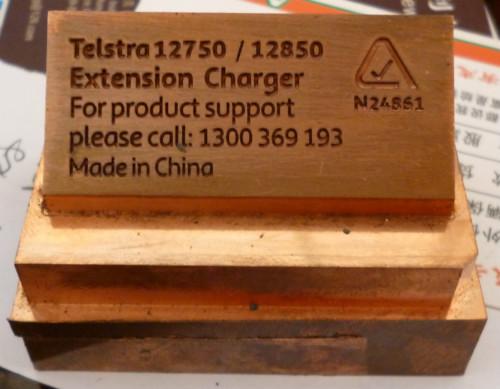 Telstra 12750 / 12850
Extension Charger
For product support
please call: 1300 369 193
Made in China
N24861